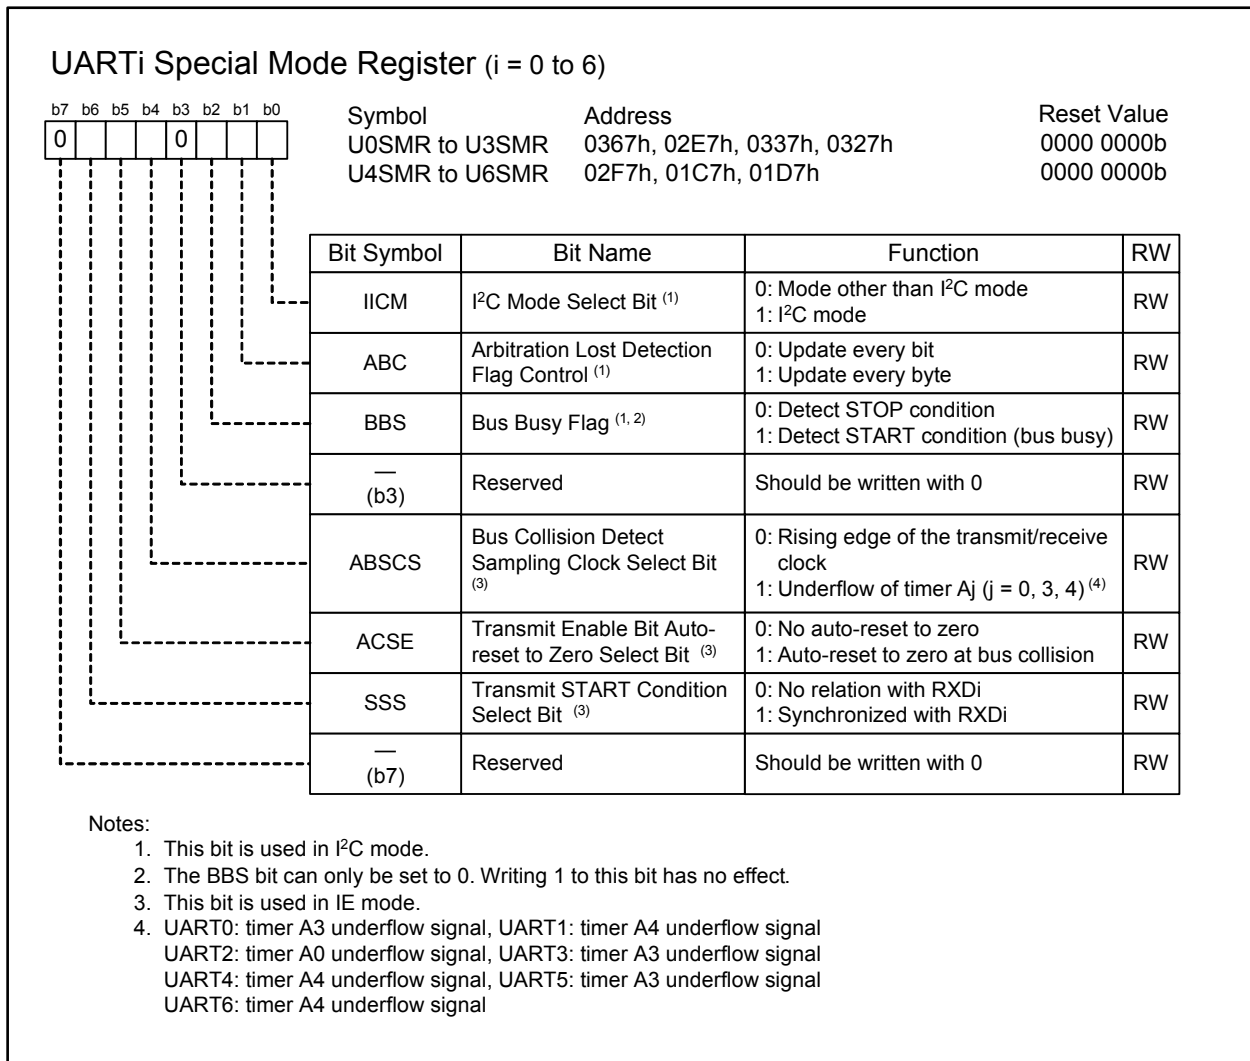 UARTi Special Mode Register (i = 0 to 6)
b7 b6 b5 b4 b3 b2 b1 b0
0 0
Symbol Address Reset Value
U0SMR to U3SMR 0367h, 02E7h, 0337h, 0327h 0000 0000b
U4SMR to U6SMR 02F7h, 01C7h, 01D7h 0000 0000b
Bit Symbol Bit Name Function RW
IICM I²C Mode Select Bit (1) 0: Mode other than I²C mode RW
1: I²C mode
ABC Arbitration Lost Detection 0: Update every bit RW
Flag Control (1) 1: Update every byte
BBS Bus Busy Flag (1, 2) 0: Detect STOP condition RW
1: Detect START condition (bus busy)
— (b3) Reserved Should be written with 0 RW
ABSCS Bus Collision Detect 0: Rising edge of the transmit/receive RW
Sampling Clock Select Bit clock
(3) 1: Underflow of timer Aj (j = 0, 3, 4) (4)
ACSE Transmit Enable Bit Auto- 0: No auto-reset to zero RW
reset to Zero Select Bit (3) 1: Auto-reset to zero at bus collision
SSS Transmit START Condition 0: No relation with RXDi RW
Select Bit (3) 1: Synchronized with RXDi
— (b7) Reserved Should be written with 0 RW
Notes:
1. This bit is used in I²C mode.
2. The BBS bit can only be set to 0. Writing 1 to this bit has no effect.
3. This bit is used in IE mode.
4. UART0: timer A3 underflow signal, UART1: timer A4 underflow signal
UART2: timer A0 underflow signal, UART3: timer A3 underflow signal
UART4: timer A4 underflow signal, UART5: timer A3 underflow signal
UART6: timer A4 underflow signal